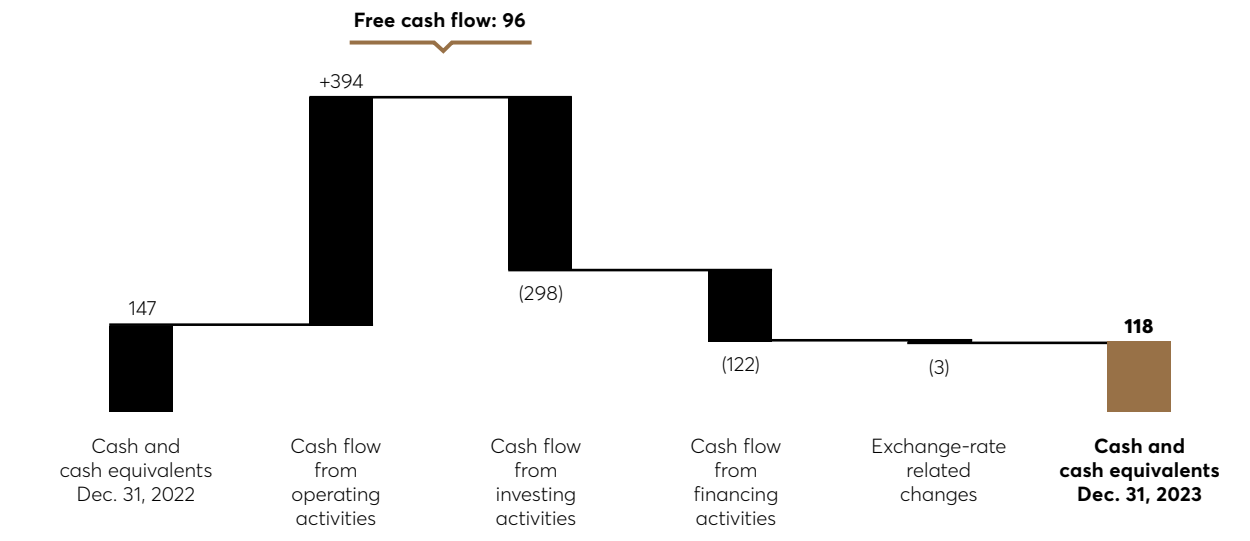 Free cash flow: 96
+394
147
(298)
(122)
(3)
118
Cash and
cash equivalents
Dec. 31, 2022
Cash flow
from
operating
activities
Cash flow
from
investing
activities
Cash flow
from
financing
activities
Exchange-rate
related
changes
Cash and
cash equivalents
Dec. 31, 2023